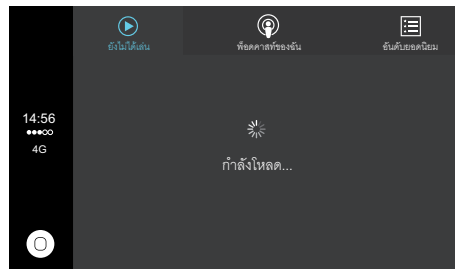 ยังไม่ได้เล่น
พ็อดคาสท์ของฉัน
อันดับยอดนิยม
14:56
4G
กำลังโหลด...